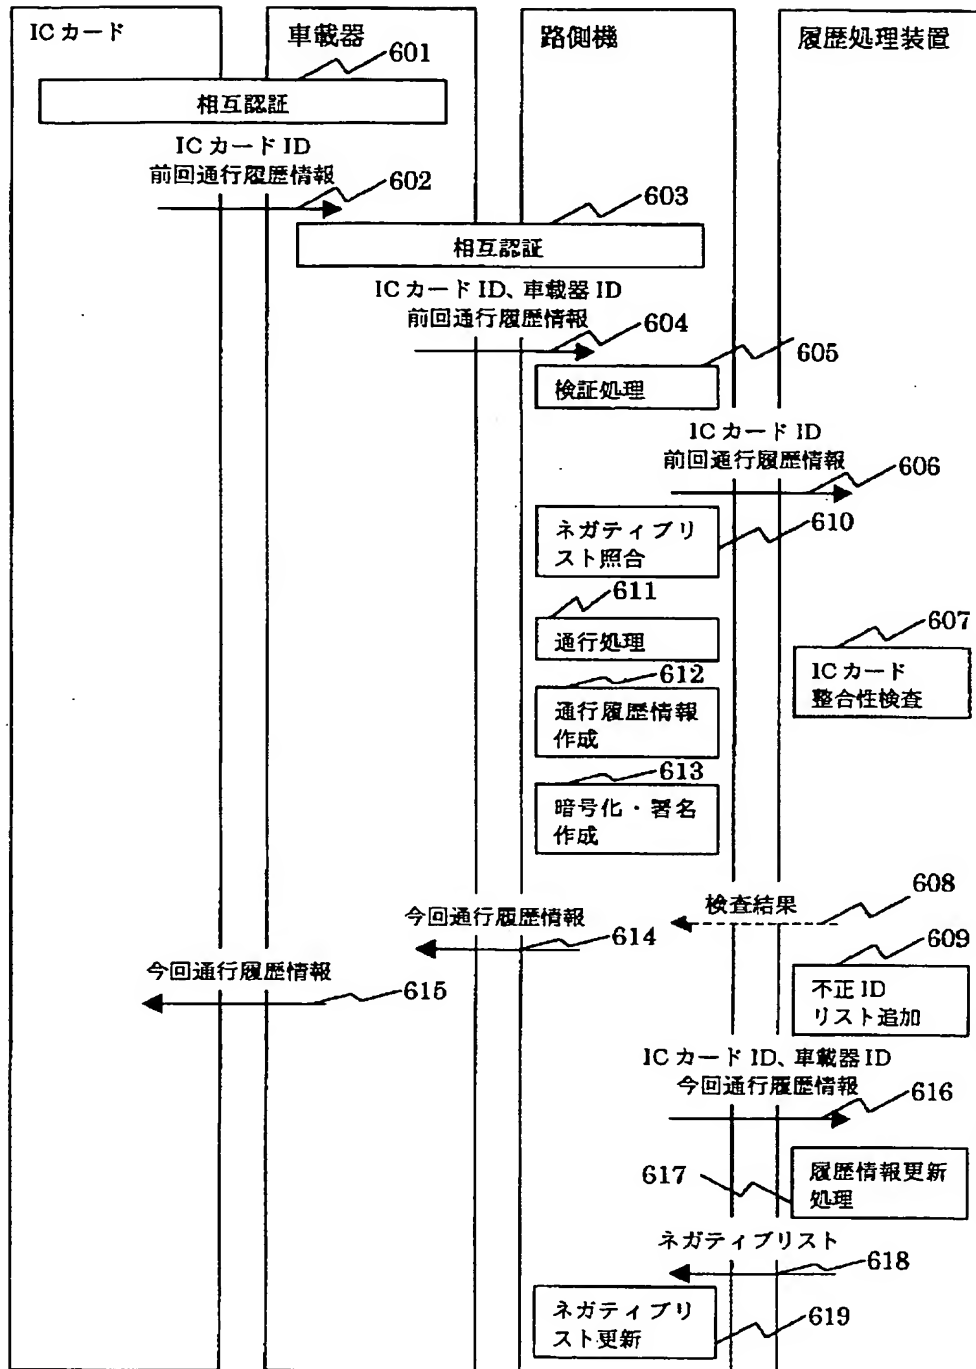 ICカード
車載器
路側機
履歴処理装置
601
相互認証
ICカードID
前回通行履歴情報
602
603
相互認証
ICカードID、車載器ID
前回通行履歴情報
604
605
検証処理
ICカードID
前回通行履歴情報
606
ネガティブリ
スト照合
610
611
通行処理
607
ICカード
整合性検査
612
通行履歴情報
作成
613
暗号化・署名
作成
検査結果
608
今回通行履歴情報
614
609
不正ID
リスト追加
今回通行履歴情報
615
ICカードID、車載器ID
今回通行履歴情報
616
617
履歴情報更新
処理
ネガティブリスト
618
ネガティブリ
スト更新
619